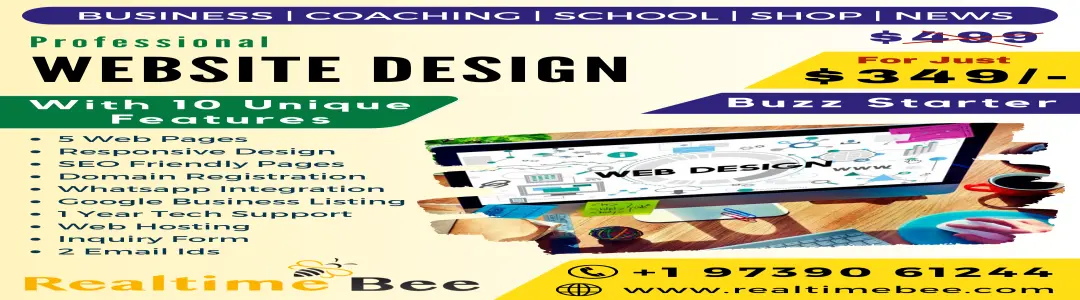 BUSINESS | COACHING | SCHOOL | SHOP | NEWS
Professional
WEBSITE DESIGN
$499
For Just
$349/-
Buzz Starter
With 10 Unique
Features
5 Web Pages
Responsive Design
SEO Friendly Pages
Domain Registration
Whatsapp Integration
Google Business Listing
1 Year Tech Support
Web Hosting
Inquiry Form
2 Email Ids
WEB DESIGN
www.
Realtime Bee
+1 97390 61244
www.realtimebee.com